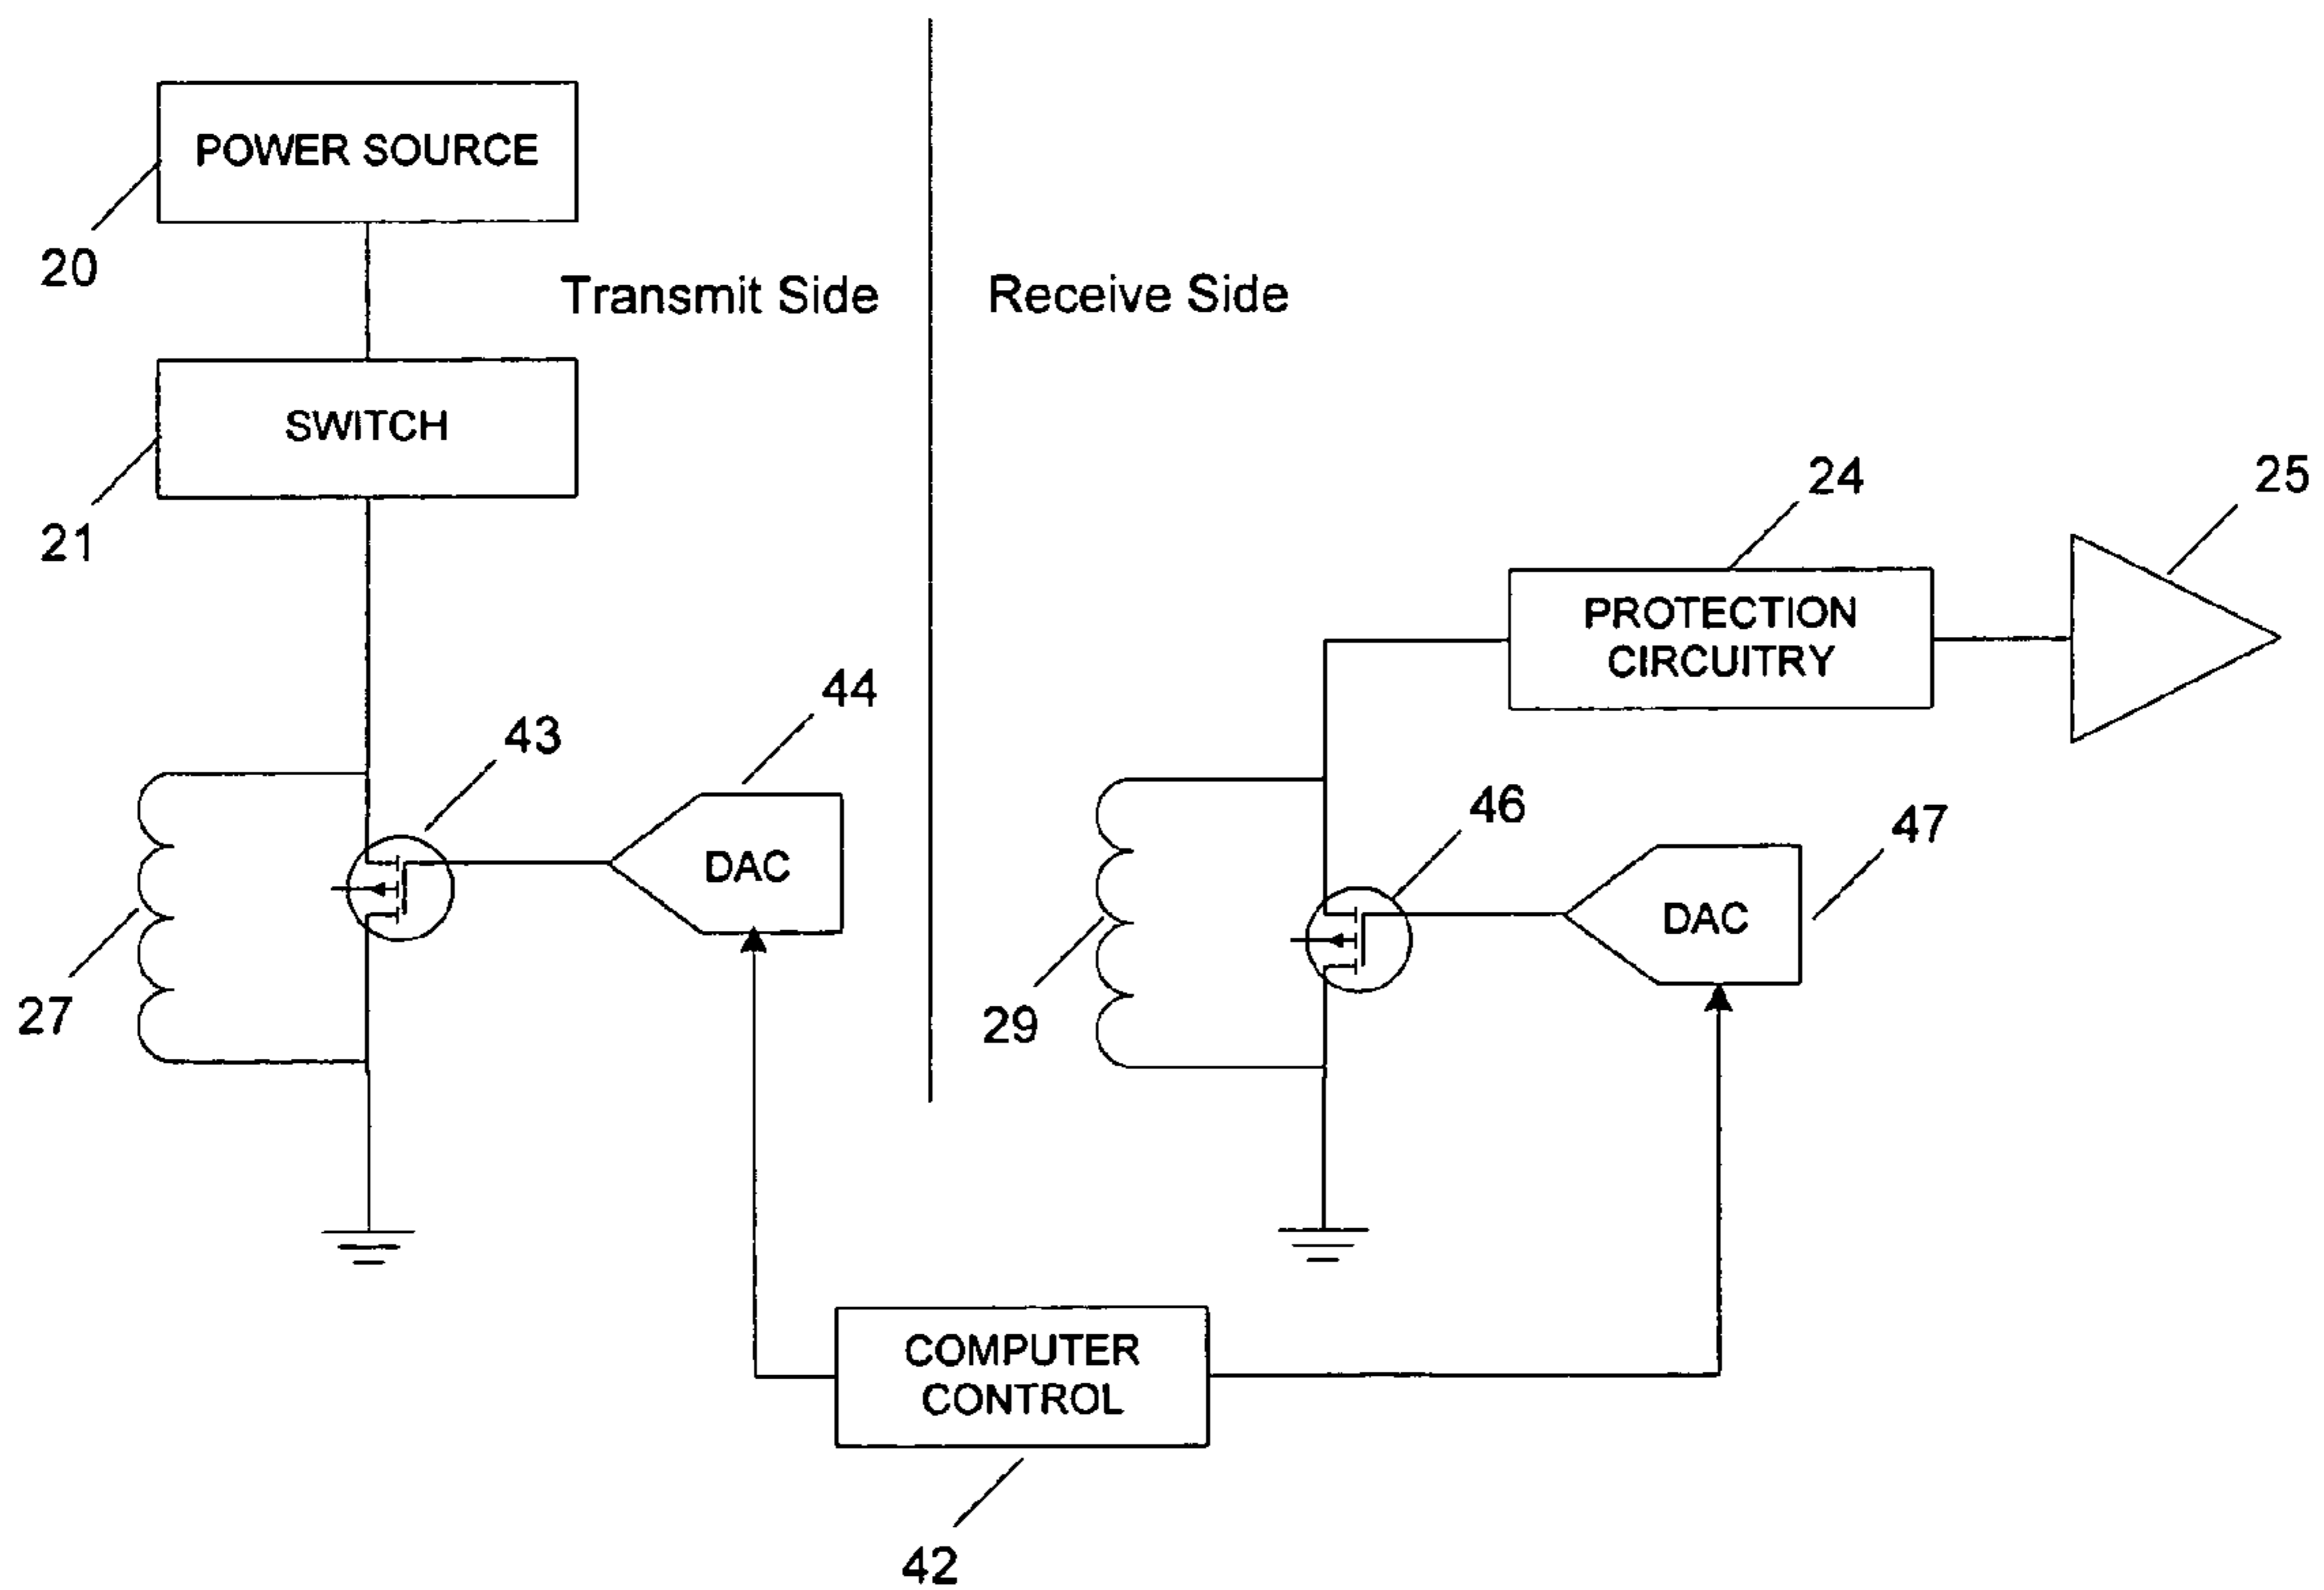 POWER SOURCE
20
Transmit Side
Receive Side
SWITCH
21
24
25
PROTECTION
CIRCUITRY
44
43
DAC
46
47
DAC
27
29
COMPUTER
CONTROL
42